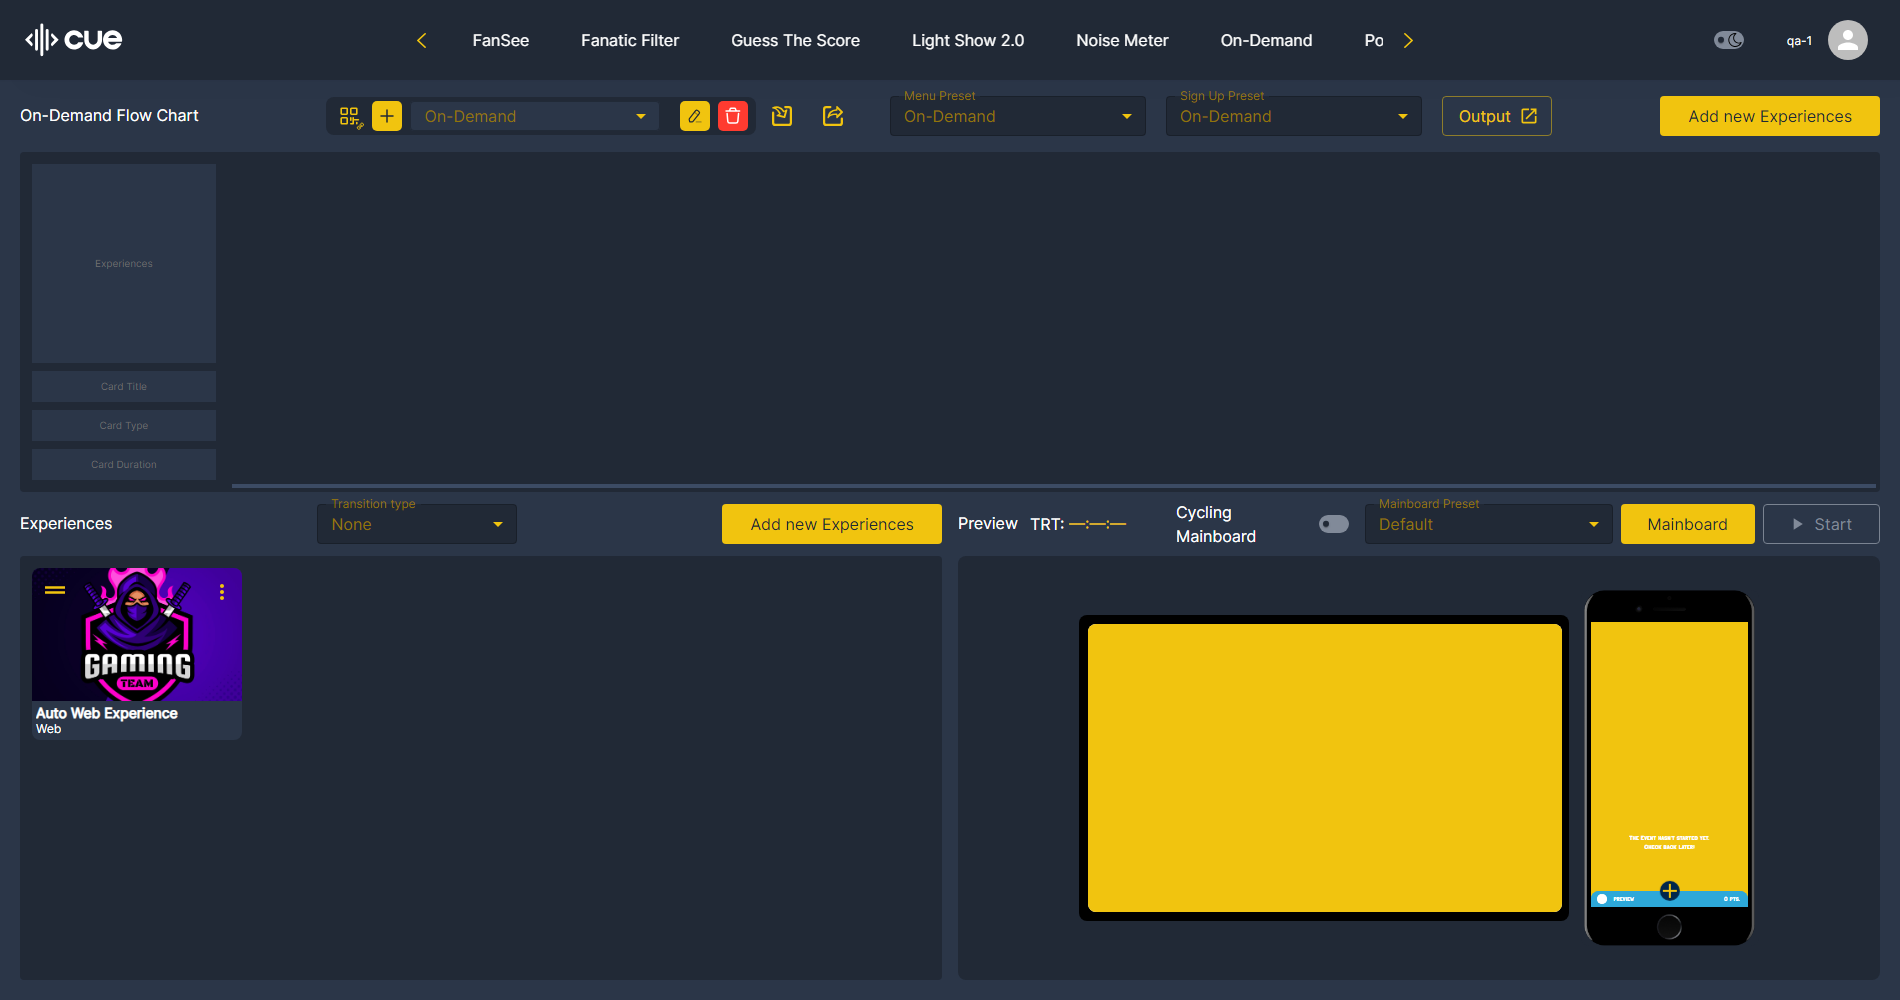 cue
FanSee
Fanatic Filter
Guess The Score
Light Show 2.0
Noise Meter
On-Demand
Po
qa-1
On-Demand Flow Chart
On-Demand
Menu Preset
On-Demand
Sign Up Preset
On-Demand
Output
Add new Experiences
Experiences
Card Title
Card Type
Card Duration
Experiences
Transition type
None
Add new Experiences
Preview
TRT: —:—:—
Cycling
Mainboard
Mainboard Preset
Default
Mainboard
Start
GAMING
TEAM
Auto Web Experience
Web
The event hasn't started yet
Check back later!
PREVIEW
0 PTS.